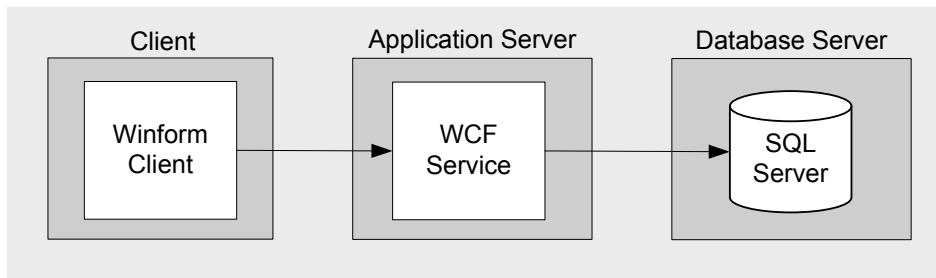 Client
Application Server
Database Server
Winform
Client
WCF
Service
SQL
Server